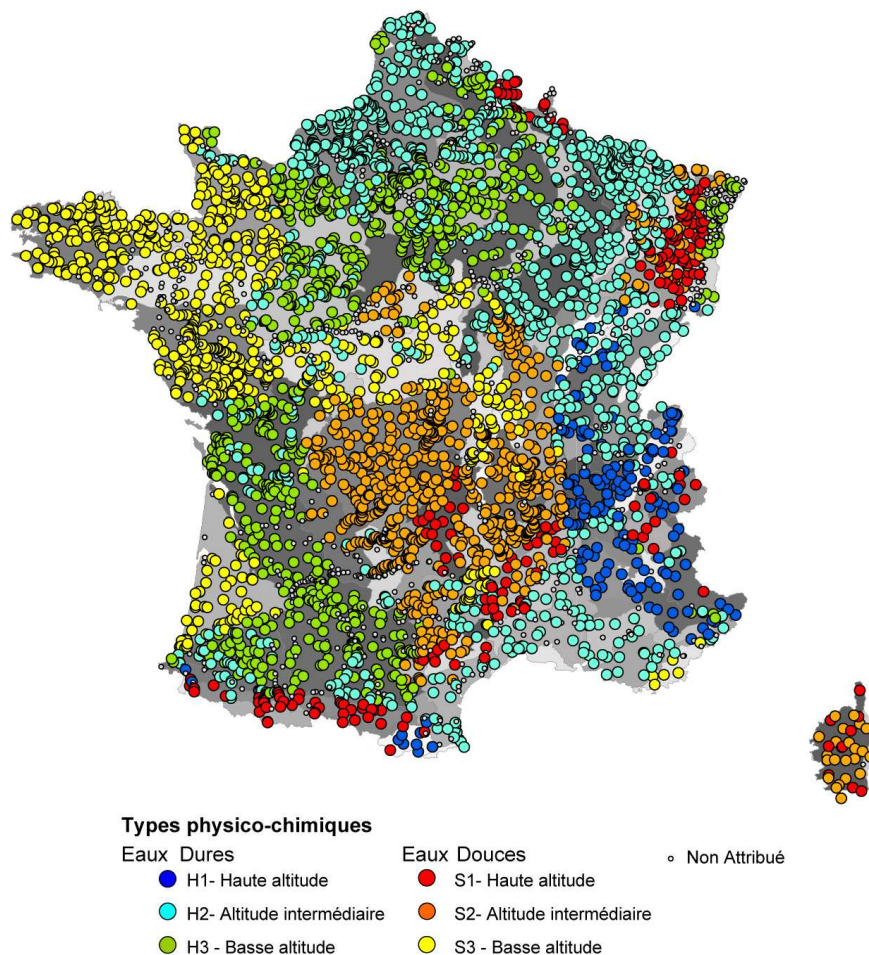 Types physico-chimiques
Eaux Dures Eaux Douces Non Attribué
H1- Haute altitude S1- Haute altitude
H2- Altitude intermédiaire S2- Altitude intermédiaire
H3 - Basse altitude S3 - Basse altitude